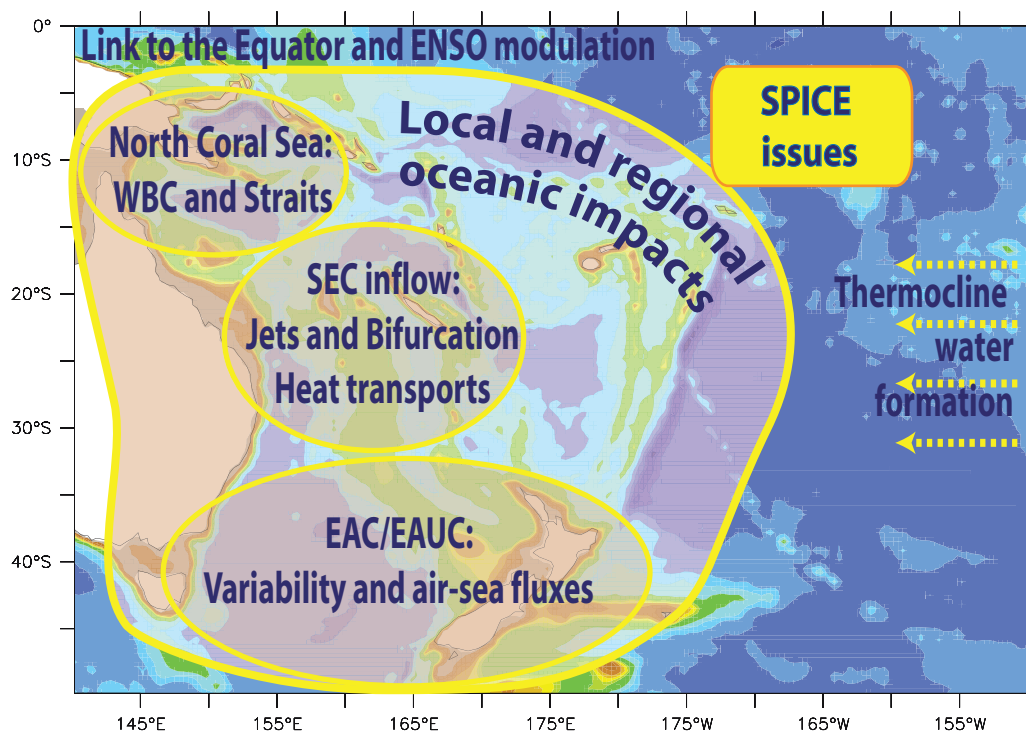 Link to the Equator and ENSO modulation
SPICE
issues
North Coral Sea:
WBC and Straits
Local and regional
oceanic impacts
SEC inflow:
Jets and Bifurcation
Heat transports
Thermocline
water
formation
EAC/EAUC:
Variability and air-sea fluxes
0°
10°S
20°S
30°S
40°S
145°E
155°E
165°E
175°E
175°W
165°W
155°W